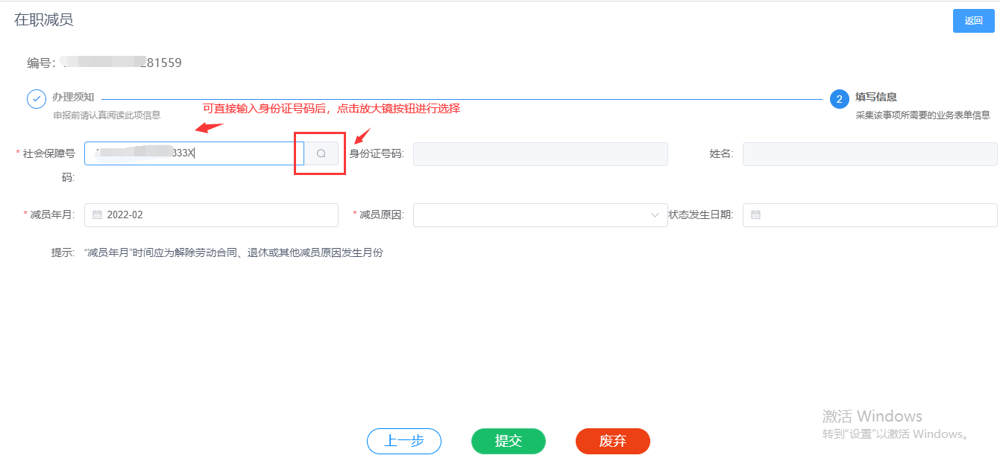 在职减员
返回
编号：281559
办理须知
申报前请认真阅读此项信息
2
填写信息
采集该事项所需要的业务表单信息
可直接输入身份证号码后，点击放大镜按钮进行选择
* 社会保障号码:
333X
身份证号码:
姓名:
* 减员年月:
2022-02
* 减员原因:
状态发生日期:
提示:
“减员年月”时间应为解除劳动合同、退休或其他减员原因发生月份
上一步
提交
废弃
激活 Windows
转到“设置”以激活 Windows。